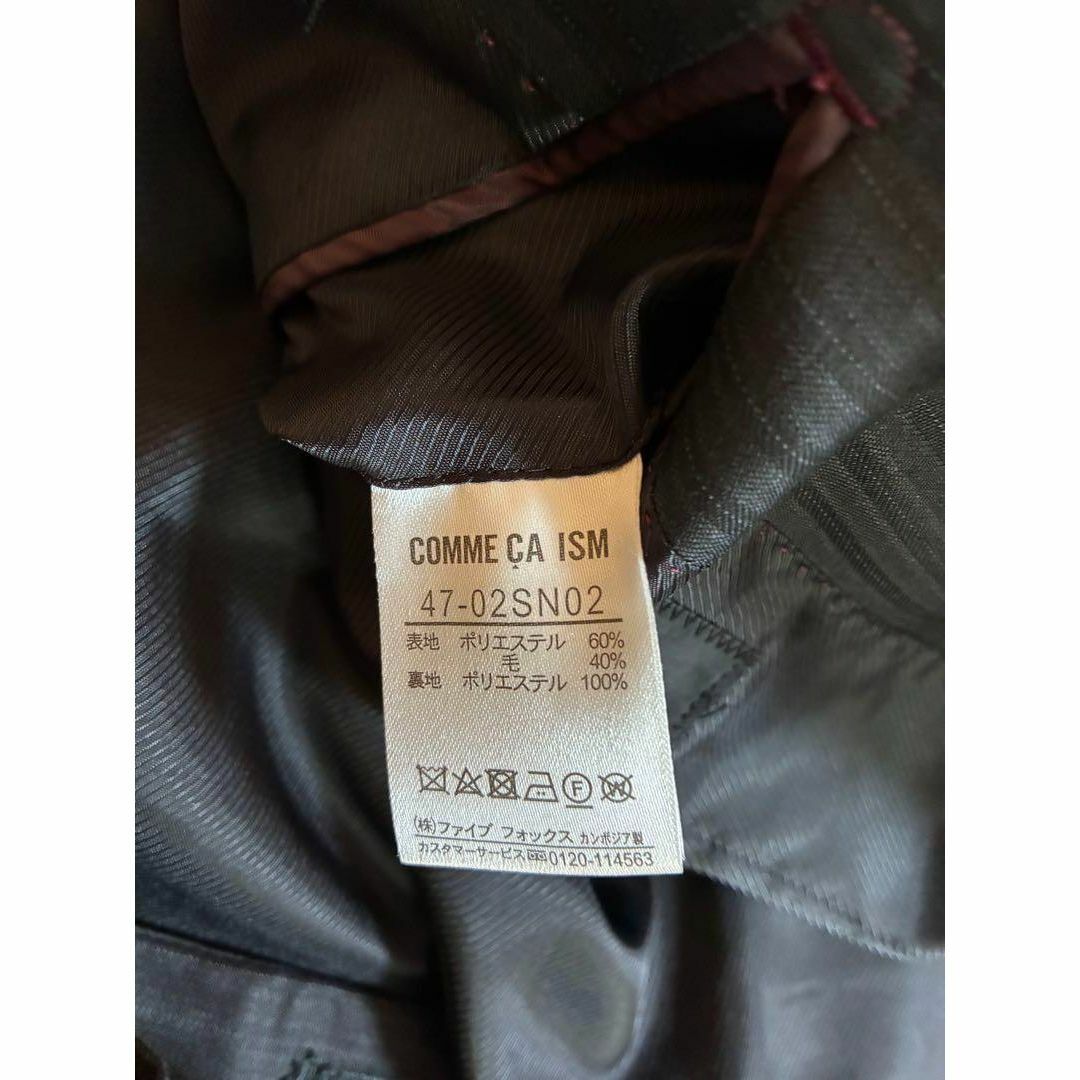 COMME ÇA ISM
47-02SN02
表地 ポリエステル 60%
毛 40%
裏地 ポリエステル 100%
F W
(株)ファイブ フォックス カンボジア製
カスタマーサービス 0120-114563